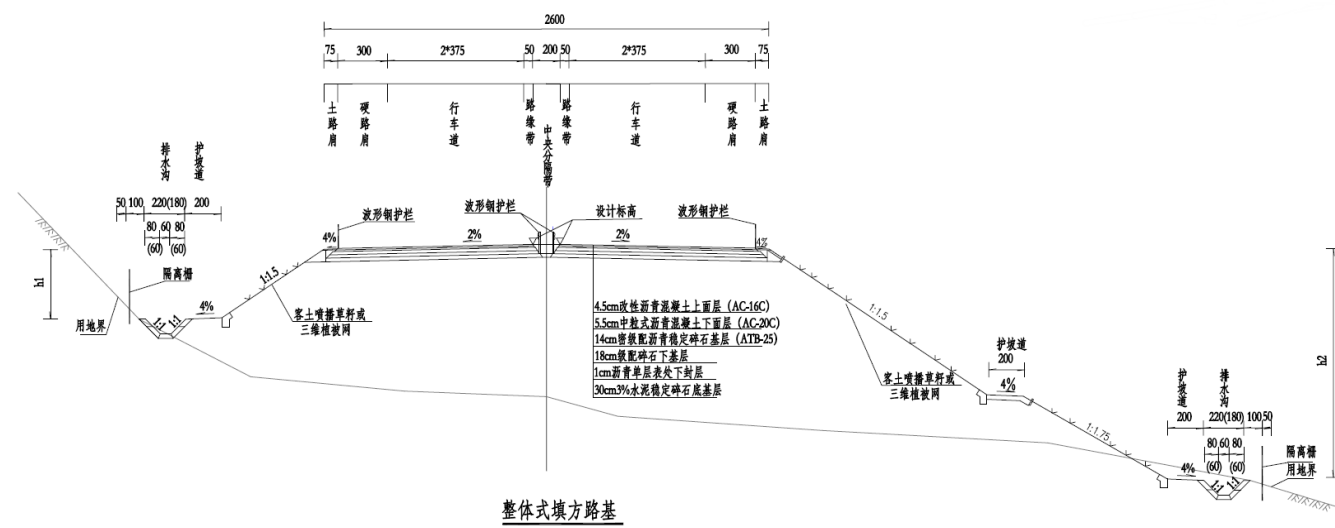 2600
75
300
2*375
50
200
50
2*375
300
75
土路肩
硬路肩
行车道
路缘带
中央分隔带
路缘带
行车道
硬路肩
土路肩
排水沟
护坡道
50
100
220(180)
200
80
60
80
(60)
(60)
波形钢护栏
波形钢护栏
设计标高
波形钢护栏
4%
2%
2%
4%
h1
隔离栅
用地界
1:1
1:1
4%
1:1.5
客土喷播草籽或
三维植被网
4.5cm改性沥青混凝土上面层（AC-16C）
5.5cm中粒式沥青混凝土下面层（AC-20C）
14cm密级配沥青稳定碎石基层（ATB-25）
18cm级配碎石下基层
1cm沥青单层表处下封层
30cm3%水泥稳定碎石底基层
1:1.5
客土喷播草籽或
三维植被网
护坡道
200
4%
1:1.75
h2
护坡道
排水沟
200
220(180)
100
50
80
60
80
(60)
(60)
4%
1:1
1:1
隔离栅
用地界
整体式填方路基